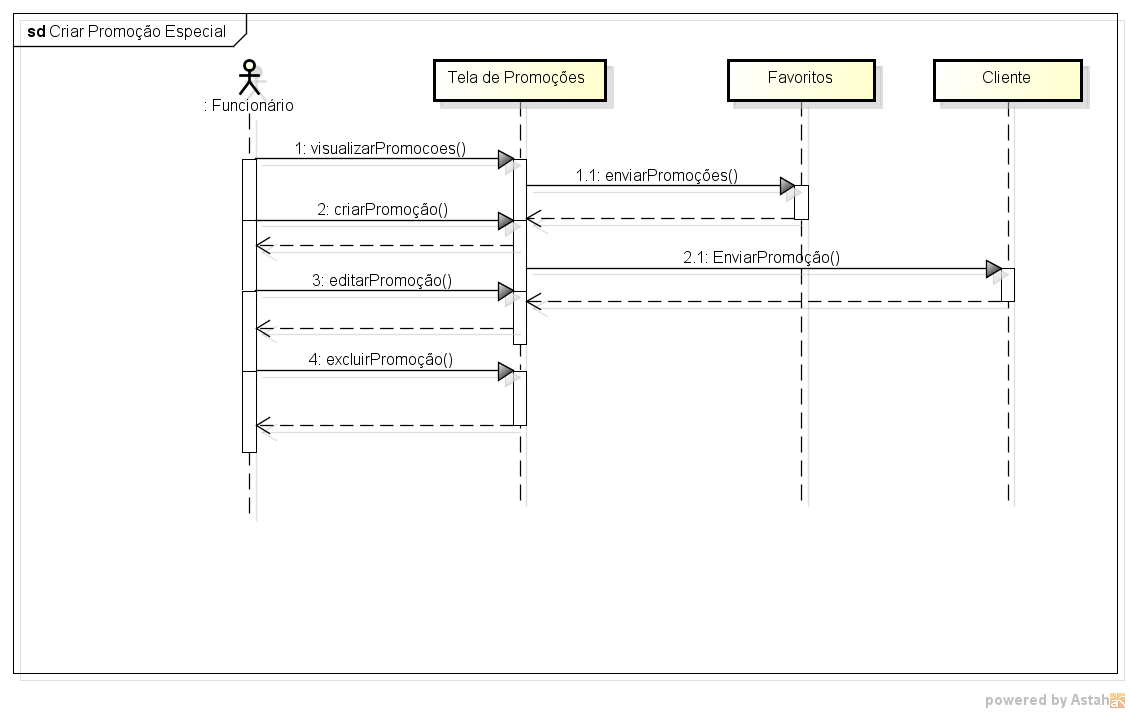 sd Criar Promoção Especial
: Funcionário
Tela de Promoções
Favoritos
Cliente
1: visualizarPromocoes()
1.1: enviarPromoções()
2: criarPromoção()
2.1: EnviarPromoção()
3: editarPromoção()
4: excluirPromoção()
powered by Astah